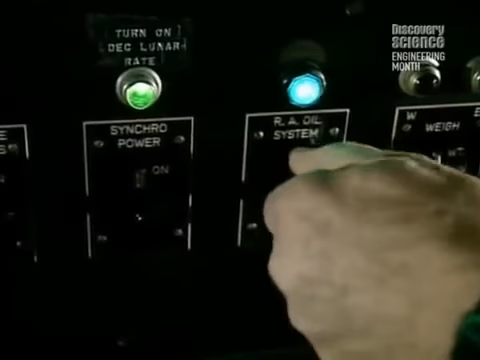 Discovery
science
ENGINEERING
MONTH
TURN ON
DEC LUNAR
RATE
SYNCHRO
POWER
ON
R.A. OIL
SYSTEM
W
WEIGH
W
E